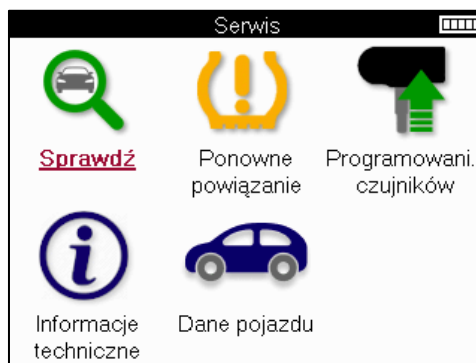 Serwis
Sprawdź
Ponowne
powiązanie
Programowani.
czujników
Informacje
techniczne
Dane pojazdu